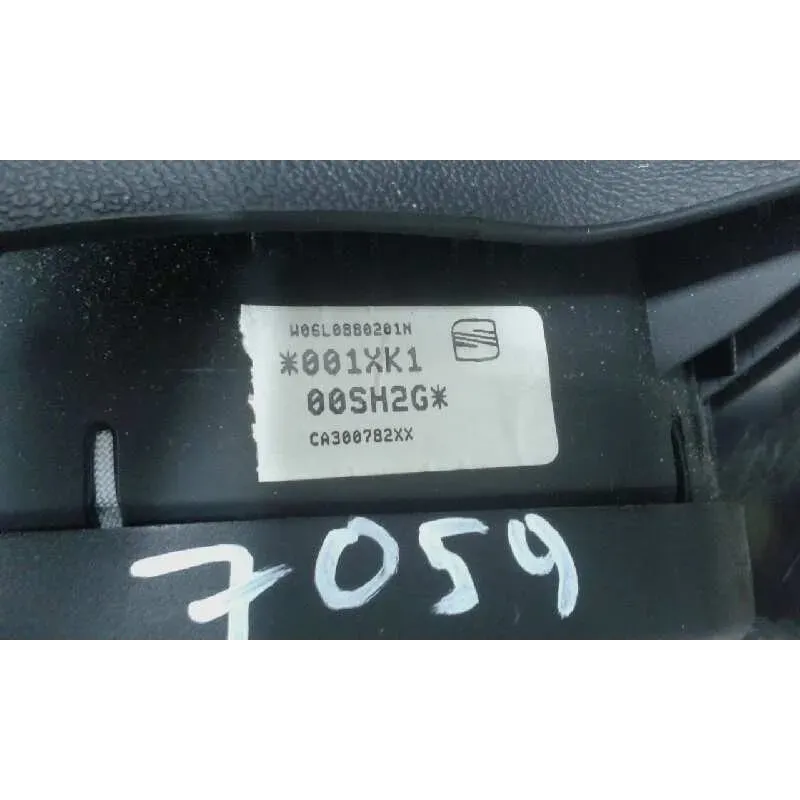 W06L0880201N
*001XK1
00SH2G*
CA300782XX
7059